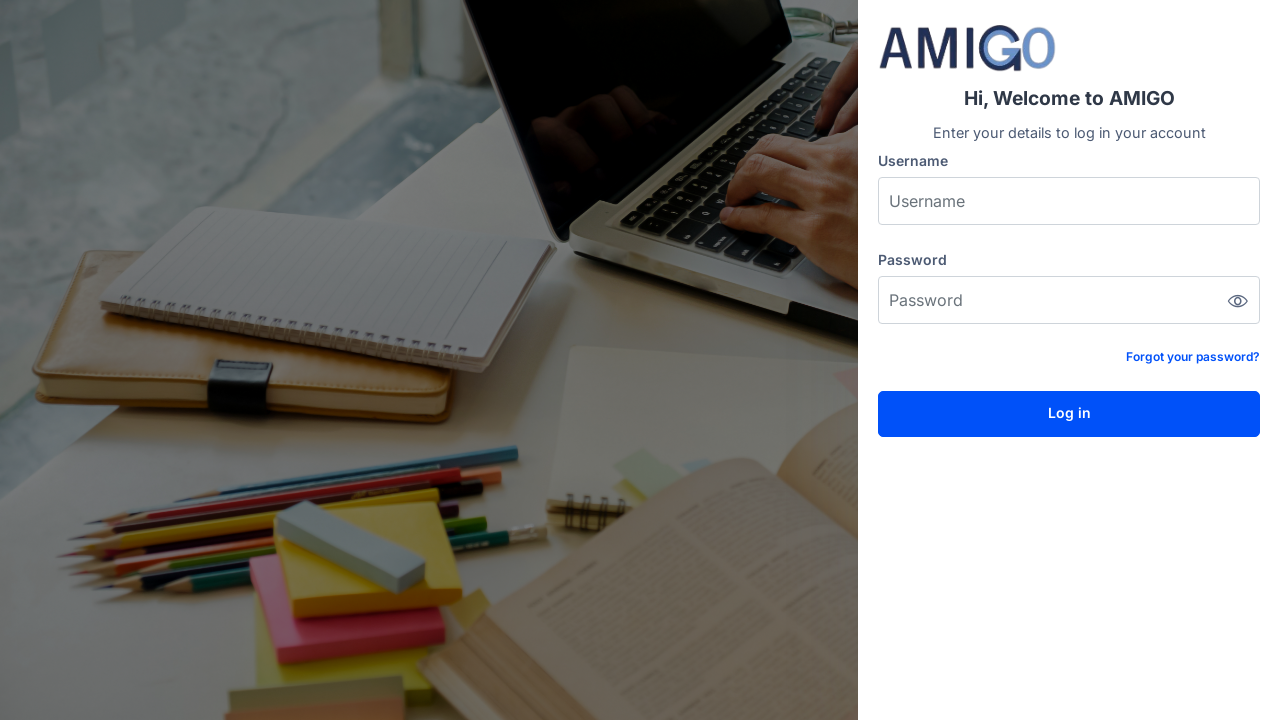 AMIGO
Hi, Welcome to AMIGO
Enter your details to log in your account
Username
Username
Password
Password
Forgot your password?
Log in